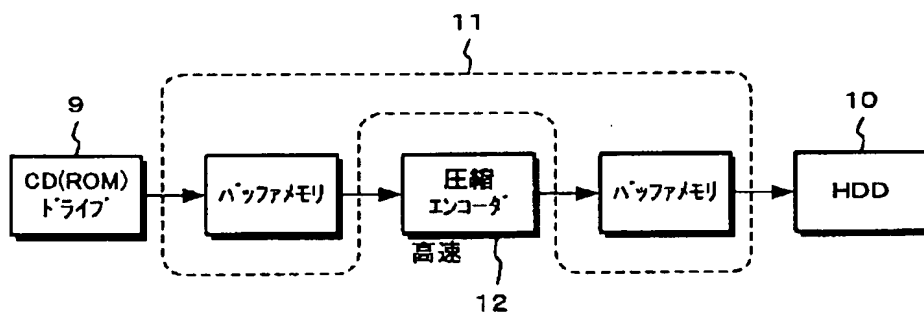 11
9
10
CD(ROM)
ドライブ
バッファメモリ
圧縮
エンコーダ
バッファメモリ
HDD
高速
12